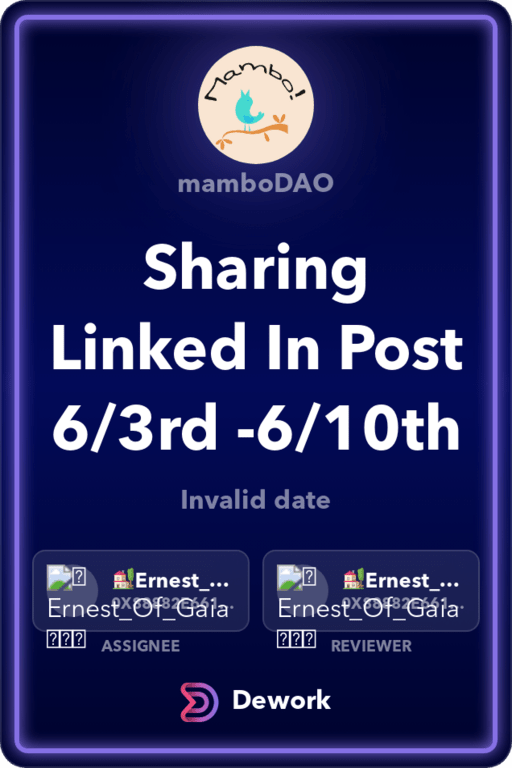 Mambo!
mamboDAO
Sharing
Linked In Post
6/3rd -6/10th
Invalid date
🏡Ernest_...
Ernest_Of_Gaia
ASSIGNEE
🏡Ernest_...
Ernest_Of_Gaia
REVIEWER
Dework